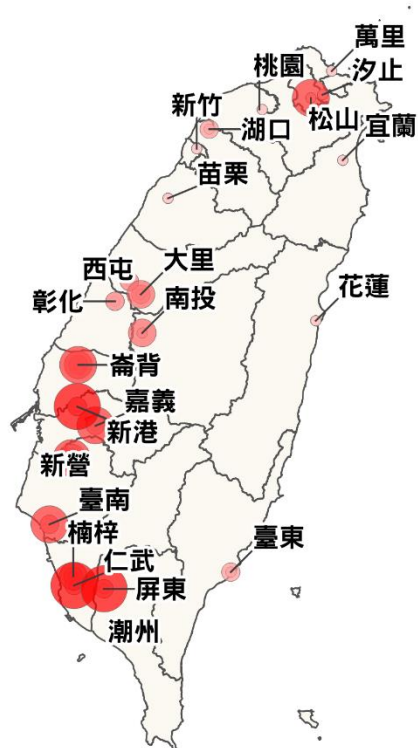 萬里
桃園
汐止
新竹
松山
湖口
宜蘭
苗栗
西屯
大里
彰化
南投
花蓮
崙背
嘉義
新港
新營
臺南
楠梓
仁武
臺東
屏東
潮州